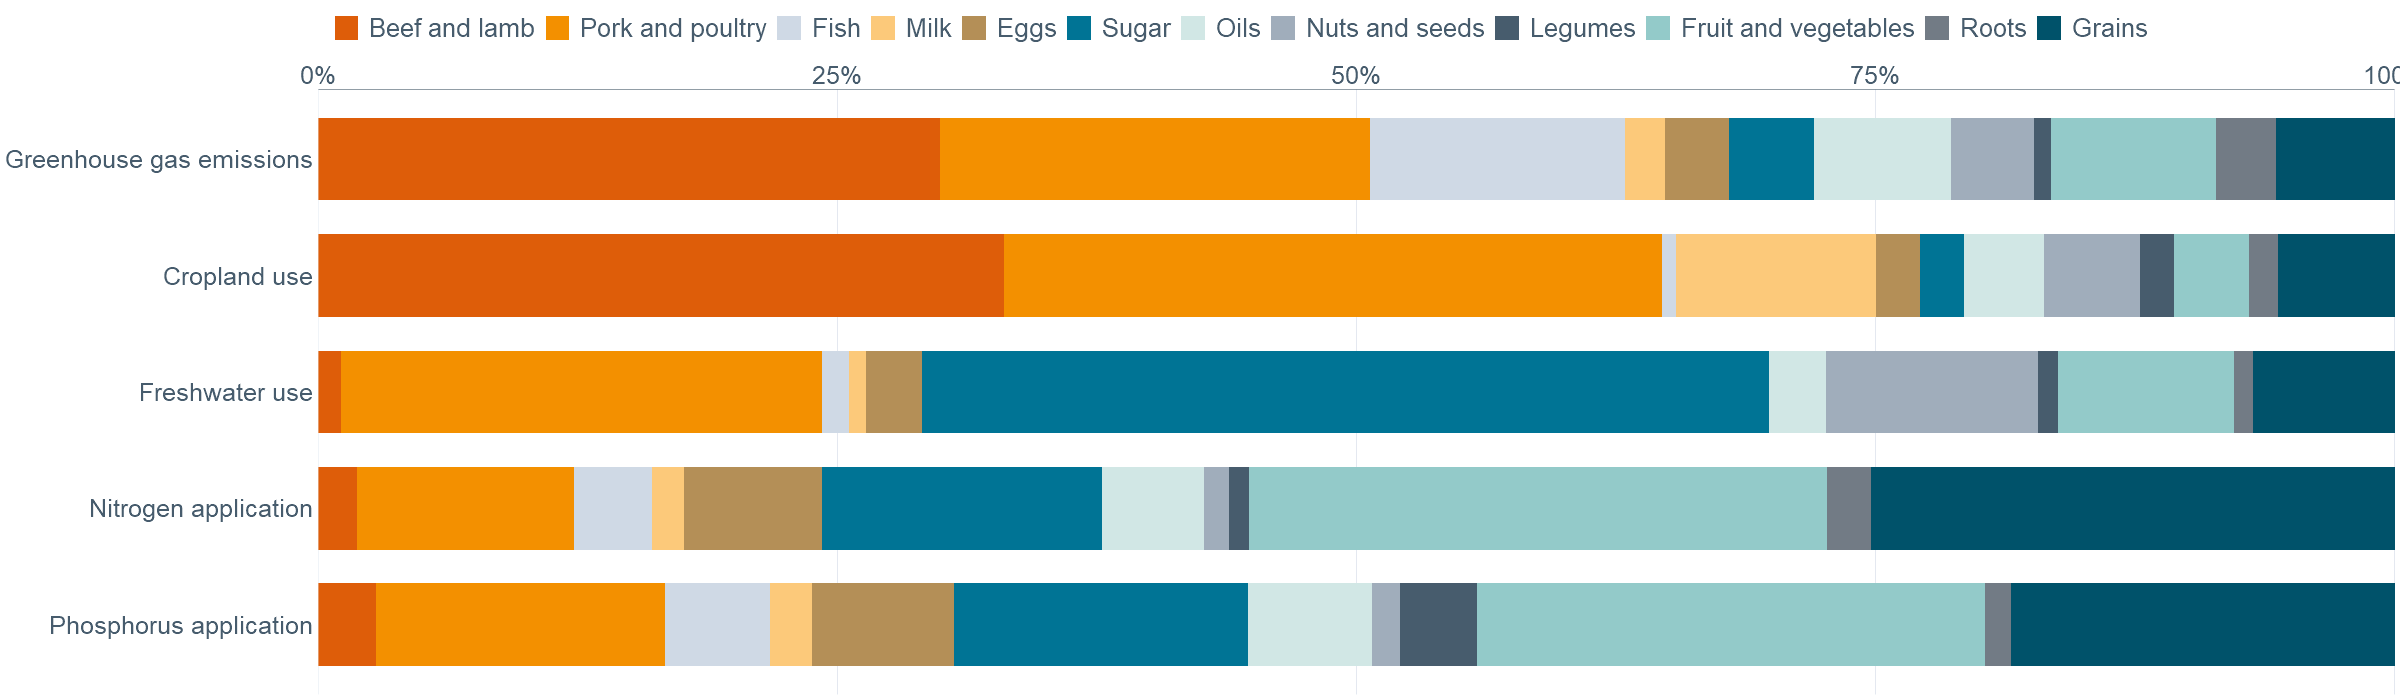 Beef and lamb Pork and poultry Fish Milk Eggs Sugar Oils Nuts and seeds Legumes Fruit and vegetables Roots Grains
0% 25% 50% 75% 100
Greenhouse gas emissions
Cropland use
Freshwater use
Nitrogen application
Phosphorus application